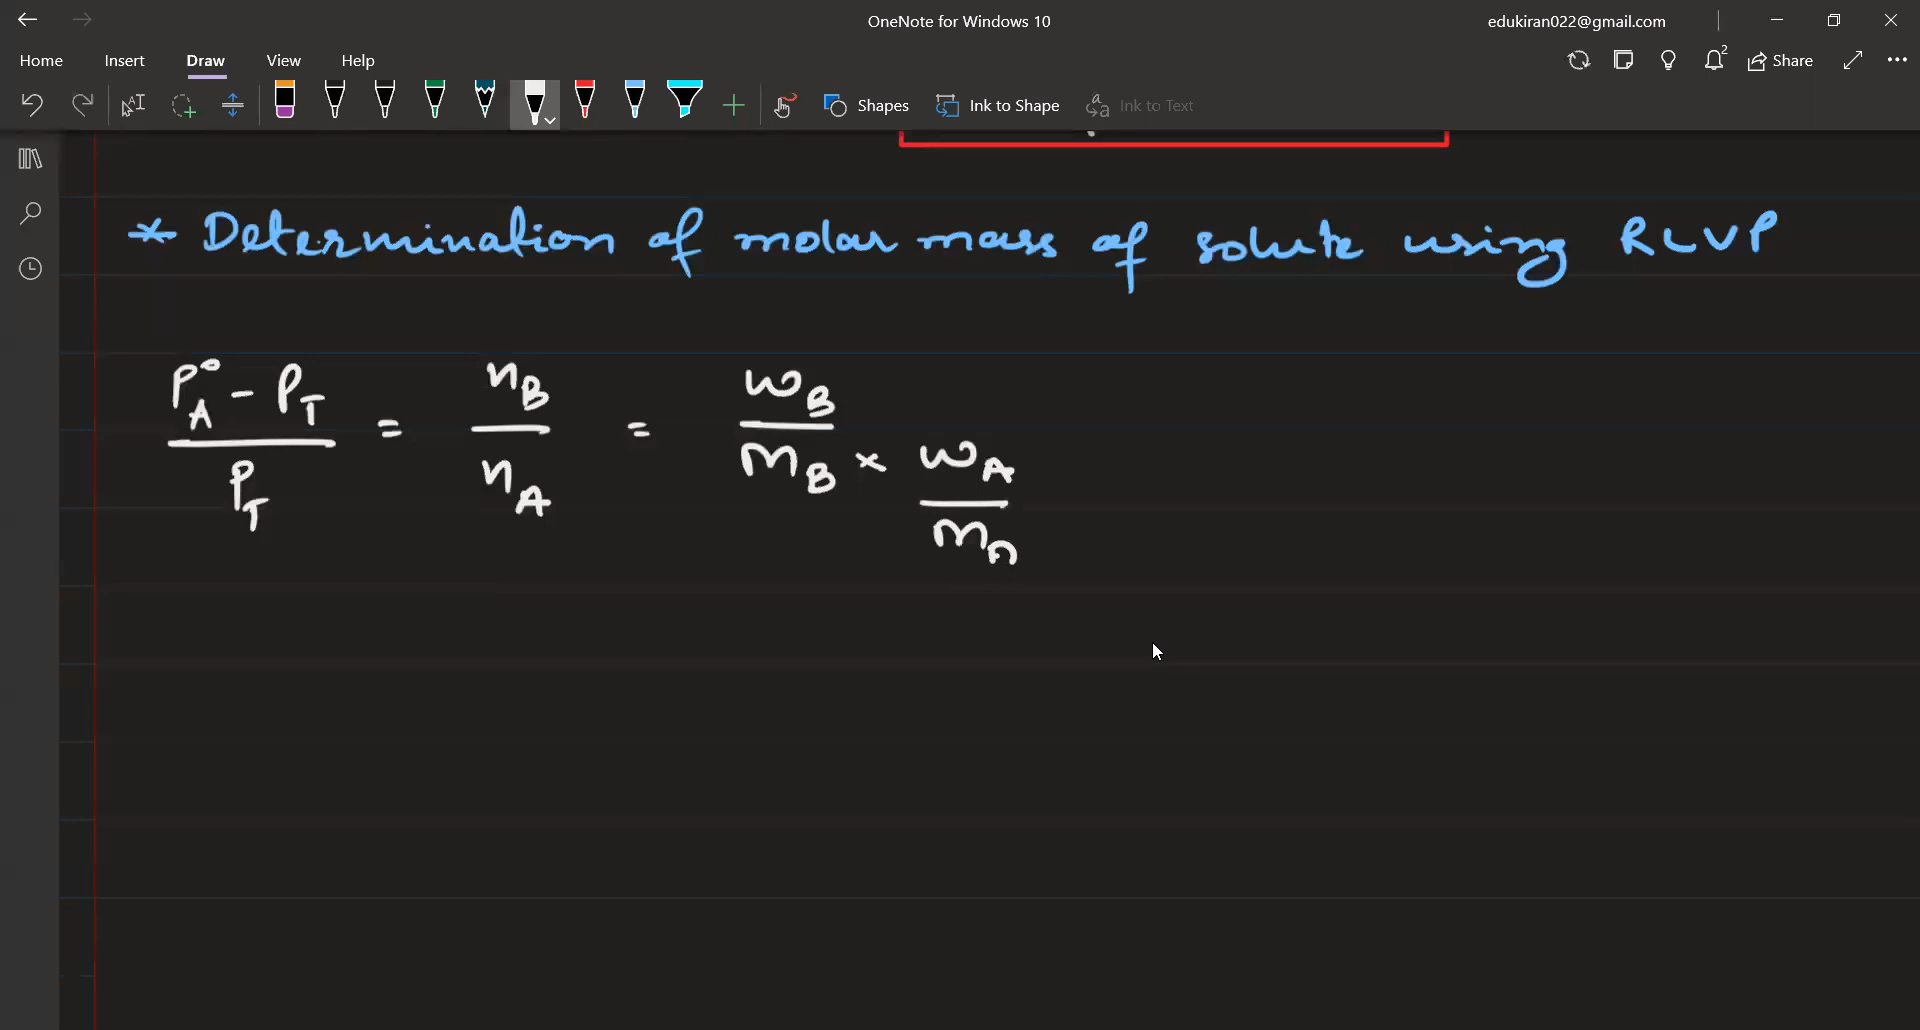 OneNote for Windows 10
edukiran022@gmail.com
Home Insert Draw View Help
2 Share
Shapes Ink to Shape Ink to Text
* Determination of molar mass of solute using RLVP
P°A - PT / PT = nB / nA = wB / mB × wA / mA